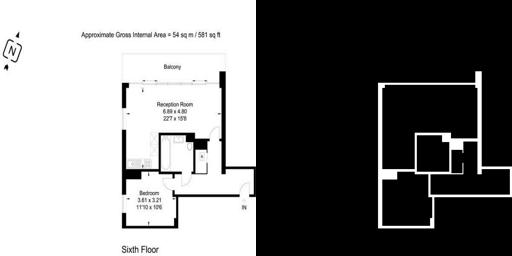 N
Approximate Gross Internal Area = 54 sq m / 581 sq ft
Balcony
Reception Room
6.89 x 4.80
22'7 x 15'8
Bedroom
3.61 x 3.21
11'10 x 10'6
IN
Sixth Floor